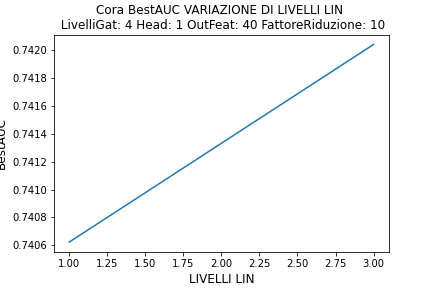 Cora BestAUC VARIAZIONE DI LIVELLI LIN
LivelliGat: 4 Head: 1 OutFeat: 40 FattoreRiduzione: 10
BestAUC
0.7420
0.7418
0.7416
0.7414
0.7412
0.7410
0.7408
0.7406
1.00 1.25 1.50 1.75 2.00 2.25 2.50 2.75 3.00
LIVELLI LIN